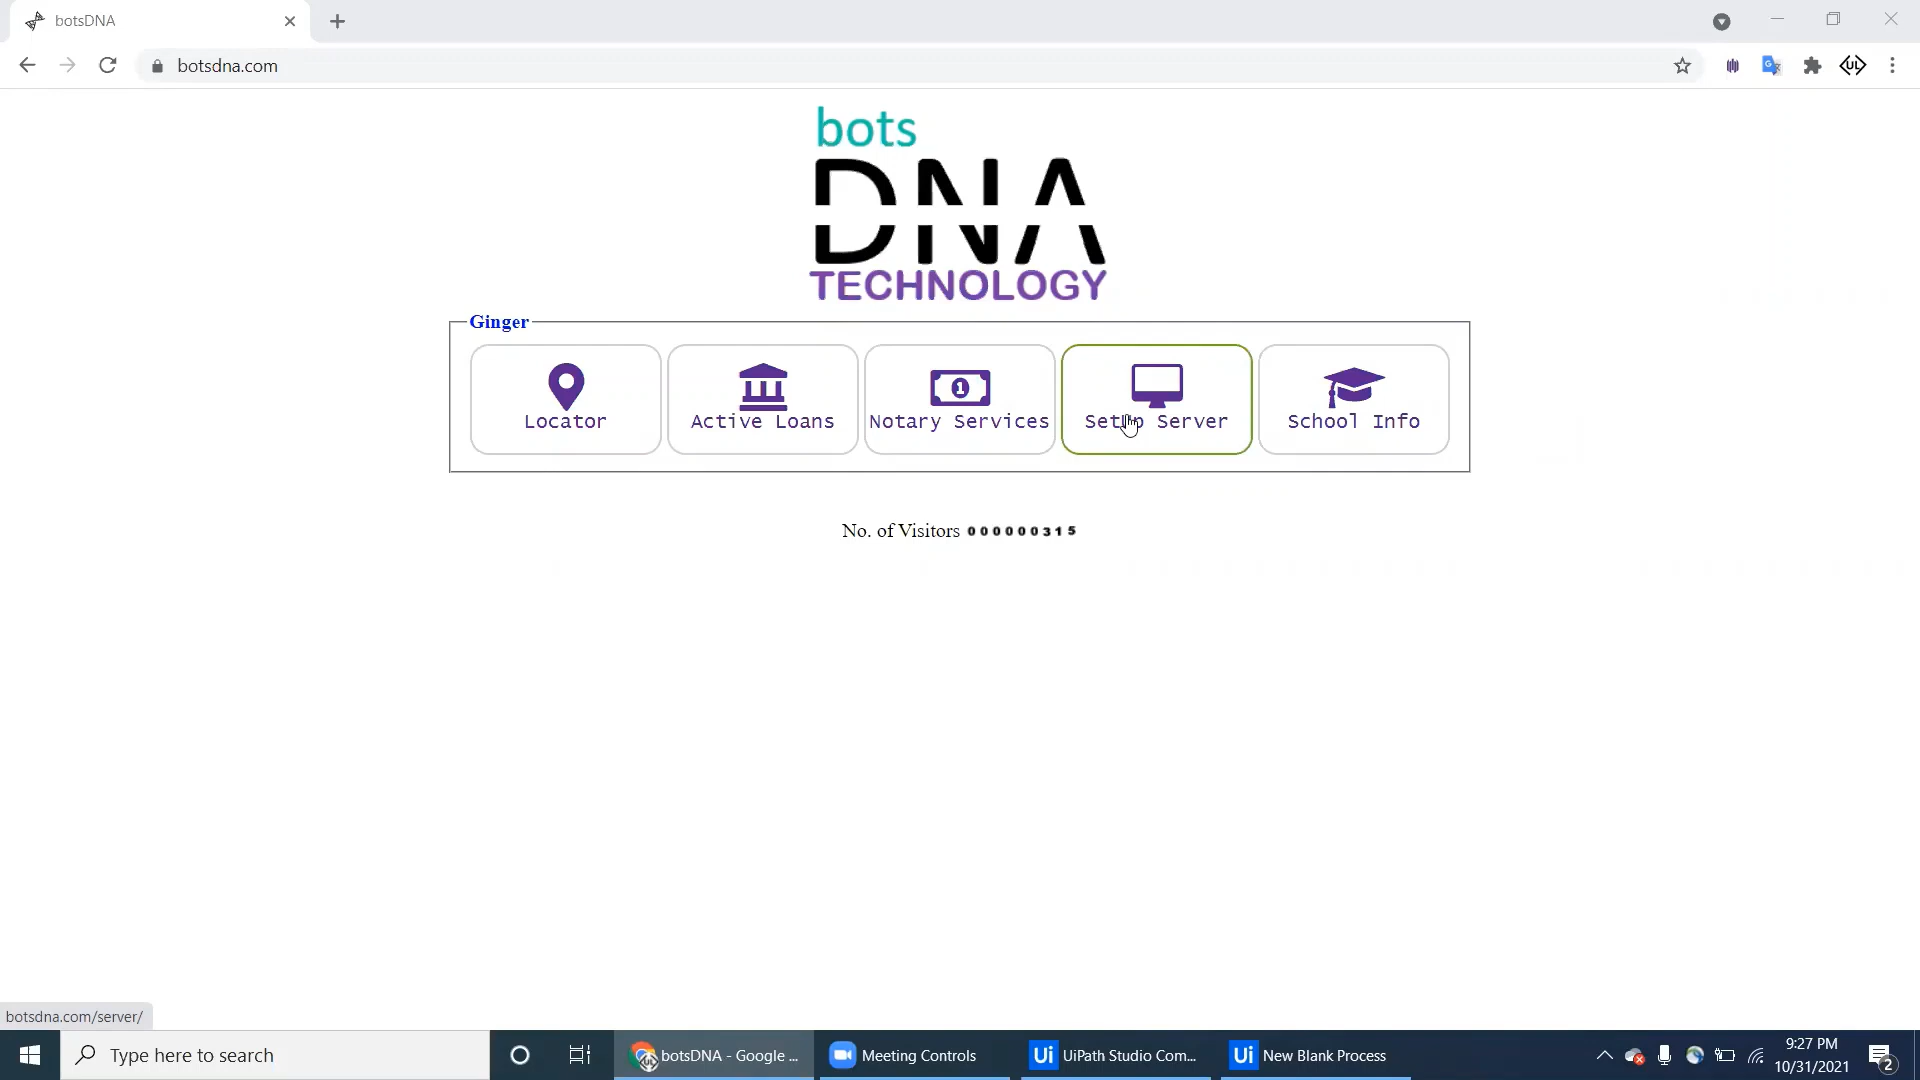 botsDNA
botsdna.com
bots
DNA
TECHNOLOGY
Ginger
Locator
Active Loans
Notary Services
SetUp Server
School Info
No. of Visitors 000000315
botsdna.com/server/
Type here to search
botsDNA - Google ...
Meeting Controls
UiPath Studio Com...
New Blank Process
9:27 PM
10/31/2021
2